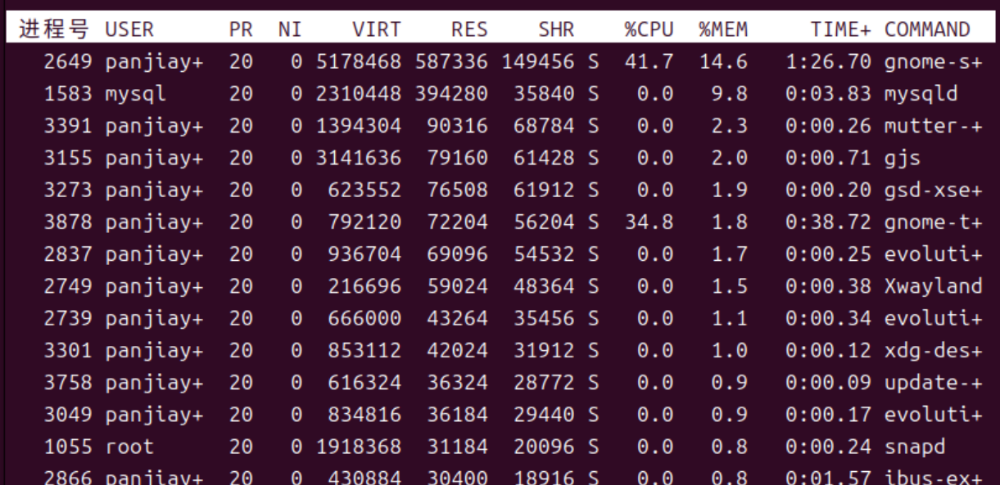 进程号 USER PR NI VIRT RES SHR %CPU %MEM TIME+ COMMAND
2649 panjiay+ 20 0 5178468 587336 149456 S 41.7 14.6 1:26.70 gnome-s+
1583 mysql 20 0 2310448 394280 35840 S 0.0 9.8 0:03.83 mysqld
3391 panjiay+ 20 0 1394304 90316 68784 S 0.0 2.3 0:00.26 mutter-+
3155 panjiay+ 20 0 3141636 79160 61428 S 0.0 2.0 0:00.71 gjs
3273 panjiay+ 20 0 623552 76508 61912 S 0.0 1.9 0:00.20 gsd-xse+
3878 panjiay+ 20 0 792120 72204 56204 S 34.8 1.8 0:38.72 gnome-t+
2837 panjiay+ 20 0 936704 69096 54532 S 0.0 1.7 0:00.25 evoluti+
2749 panjiay+ 20 0 216696 59024 48364 S 0.0 1.5 0:00.38 Xwayland
2739 panjiay+ 20 0 666000 43264 35456 S 0.0 1.1 0:00.34 evoluti+
3301 panjiay+ 20 0 853112 42024 31912 S 0.0 1.0 0:00.12 xdg-des+
3758 panjiay+ 20 0 616324 36324 28772 S 0.0 0.9 0:00.09 update-+
3049 panjiay+ 20 0 834816 36184 29440 S 0.0 0.9 0:00.17 evoluti+
1055 root 20 0 1918368 31184 20096 S 0.0 0.8 0:00.24 snapd
2866 panjiay+ 20 0 430884 30400 18916 S 0.0 0.8 0:01.57 ibus-ex+